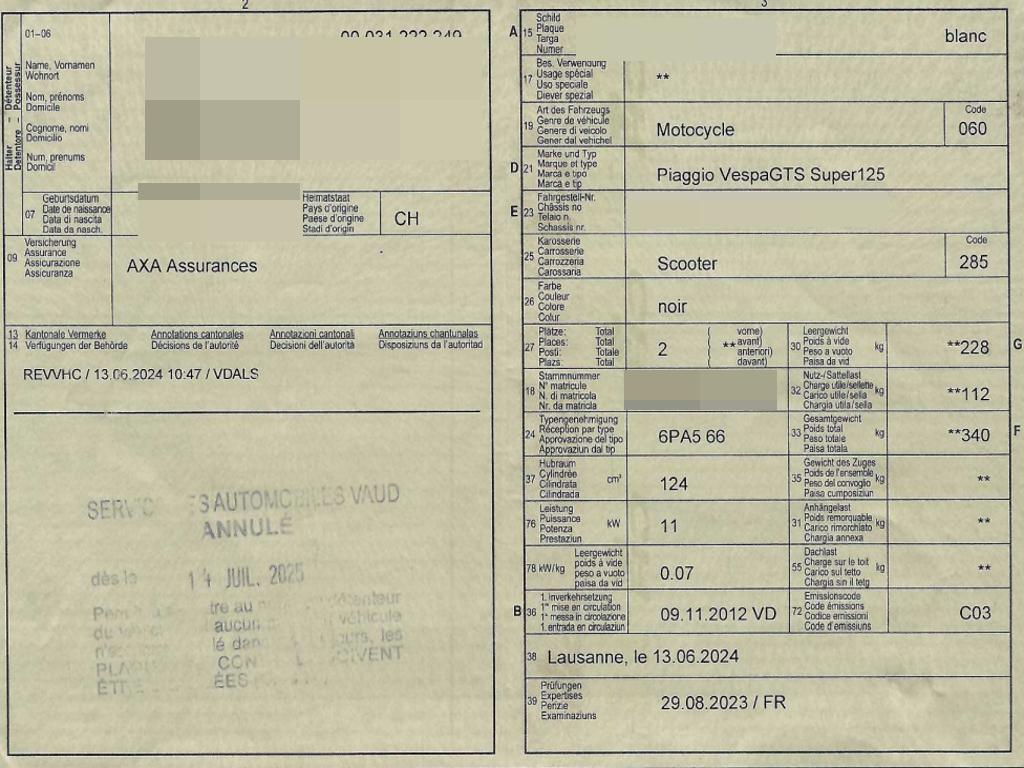 2
01-06
Halter – Détenteur
Detentore – Possessur
Name, Vornamen
Wohnort
Nom, prénoms
Domicile
Cognome, nomi
Domicilio
Num, prenums
Domicil
07
Geburtsdatum
Date de naissance
Data di nascita
Data da nasch.
Heimatstaat
Pays d'origine
Paese d'origine
Stadi d'origin
CH
09
Versicherung
Assurance
Assicurazione
Assicuranza
AXA Assurances
13 Kantonale Vermerke Annotations cantonales Annotazioni cantonali Annotaziuns chantunalas
14 Verfügungen der Behörde Décisions de l'autorité Decisioni dell'autorità Disposiziuns da l'autoritad
REVVHC / 13.06.2024 10:47 / VDALS
AUTOMOBILES VAUD
ANNULÉ
dès le 14 JUIL. 2025
3
A
15
Schild
Plaque
Targa
Numer
blanc
17
Bes. Verwendung
Usage spécial
Uso speciale
Diever spezial
**
19
Art des Fahrzeugs
Genre de véhicule
Genere di veicolo
Gener dal vehichel
Motocycle
Code
060
D
21
Marke und Typ
Marque et type
Marca e tipo
Marca e tip
Piaggio VespaGTS Super125
E
23
Fahrgestell-Nr.
Châssis no
Telaio n.
Schassis nr.
25
Karosserie
Carrosserie
Carrozzeria
Carossaria
Scooter
Code
285
26
Farbe
Couleur
Colore
Colur
noir
27
Plätze: Total ( vorne)
Places: Total ( avant)
Posti: Totale ( anteriori)
Plazs: Total ( davant)
2
**
30
Leergewicht
Poids à vide
Peso a vuoto
Paisa da vid
kg
**228
G
18
Stammnummer
N° matricule
N. di matricola
Nr. da matricla
32
Nutz-/Sattellast
Charge utile/sellette
Carico utile/sella
Chargia utila/sella
kg
**112
24
Typengenehmigung
Réception par type
Approvazione del tipo
Approvaziun dal tip
6PA5 66
33
Gesamtgewicht
Poids total
Peso totale
Paisa totala
kg
**340
F
37
Hubraum
Cylindrée
Cilindrata
Cilindrada
cm³
124
35
Gewicht des Zuges
Poids de l'ensemble
Peso del convoglio
Paisa cumposiziun
kg
**
76
Leistung
Puissance
Potenza
Prestaziun
kW
11
31
Anhängelast
Poids remorquable
Carico rimorchiato
Chargia annexa
kg
**
78 kW/kg
Leergewicht
poids à vide
peso a vuoto
paisa da vid
0.07
55
Dachlast
Charge sur le toit
Carico sul tetto
Chargia sin il tetg
kg
**
B
36
1. Inverkehrsetzung
1re mise en circulation
1a messa in circolazione
1. entrada en circulaziun
09.11.2012 VD
72
Emissionscode
Code émissions
Codice emissioni
Code d'emissiuns
C03
38
Lausanne, le 13.06.2024
39
Prüfungen
Expertises
Perizie
Examinaziuns
29.08.2023 / FR